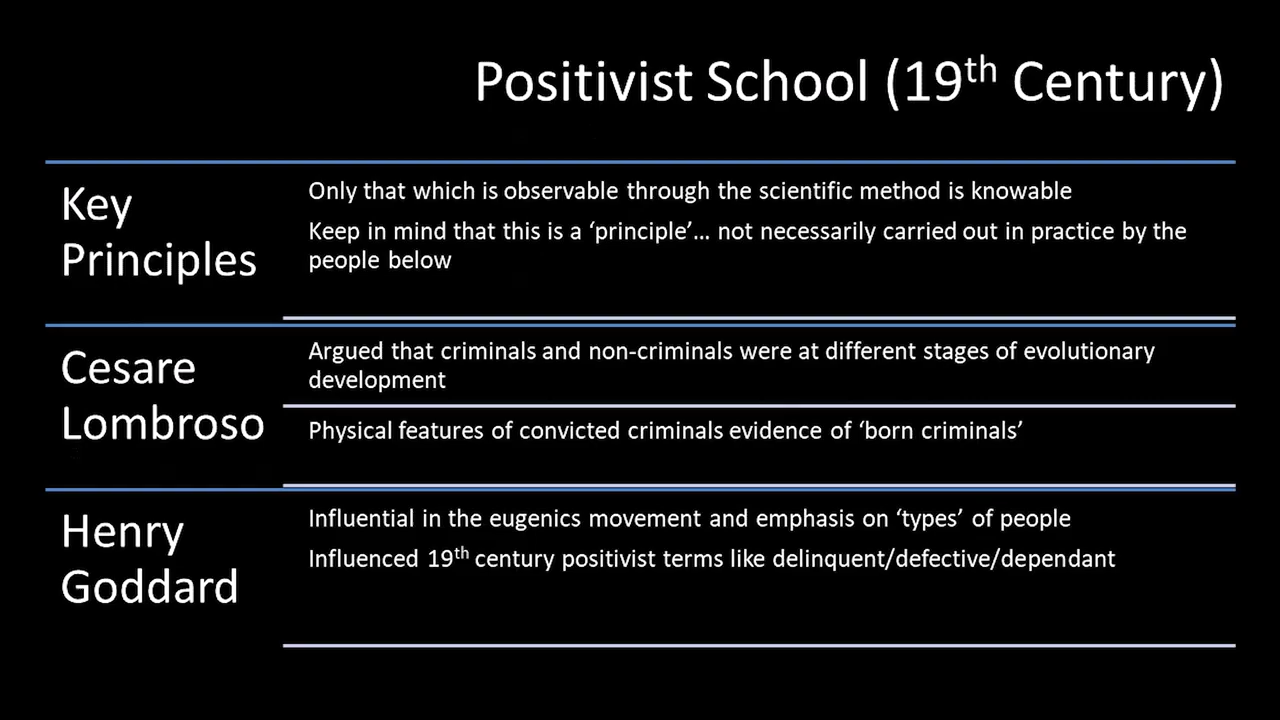 Positivist School (19th Century)
Key
Principles
Only that which is observable through the scientific method is knowable
Keep in mind that this is a ‘principle’… not necessarily carried out in practice by the
people below
Cesare
Lombroso
Argued that criminals and non-criminals were at different stages of evolutionary
development
Physical features of convicted criminals evidence of ‘born criminals’
Henry
Goddard
Influential in the eugenics movement and emphasis on ‘types’ of people
Influenced 19th century positivist terms like delinquent/defective/dependant